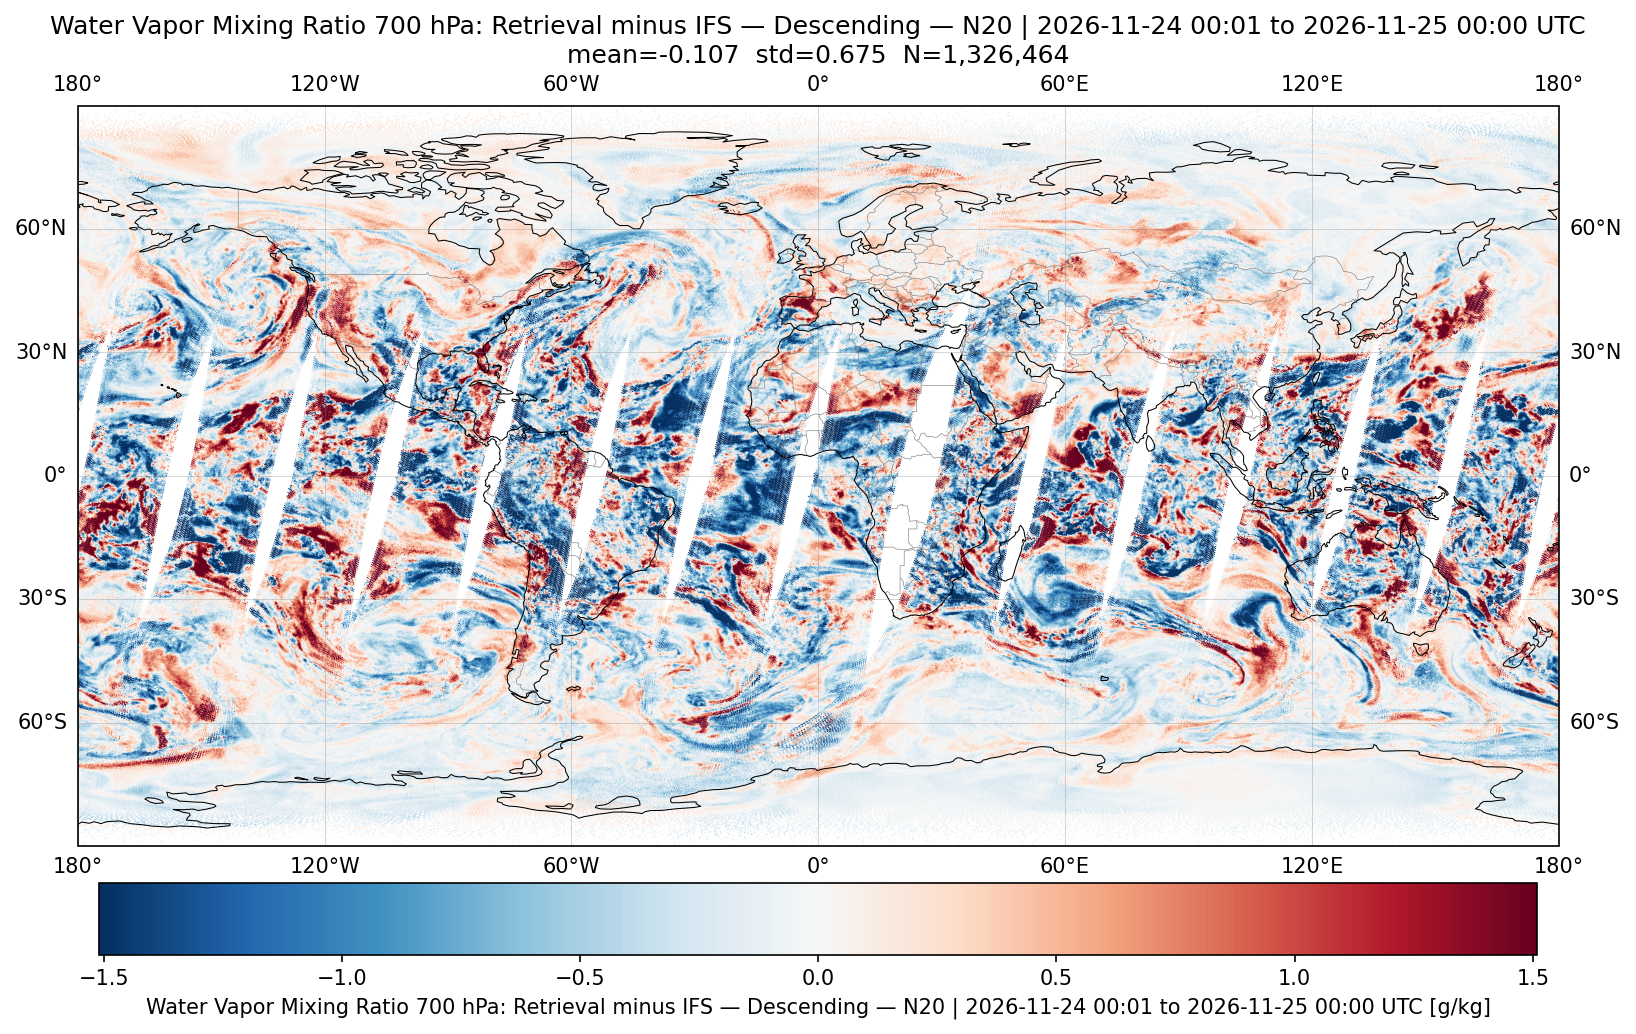 Water Vapor Mixing Ratio 700 hPa: Retrieval minus IFS — Descending — N20 | 2026-11-24 00:01 to 2026-11-25 00:00 UTC
mean=-0.107 std=0.675 N=1,326,464
180° 120°W 60°W 0° 60°E 120°E 180°
60°N 60°N
30°N 30°N
0° 0°
30°S 30°S
60°S 60°S
180° 120°W 60°W 0° 60°E 120°E 180°
−1.5 −1.0 −0.5 0.0 0.5 1.0 1.5
Water Vapor Mixing Ratio 700 hPa: Retrieval minus IFS — Descending — N20 | 2026-11-24 00:01 to 2026-11-25 00:00 UTC [g/kg]